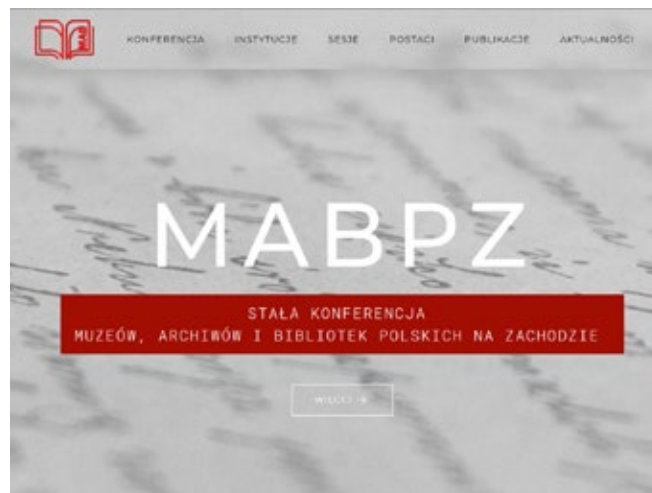 KONFERENCJA INSTYTUCJE SESJE POSTACI PUBLIKACJE AKTUALNOŚCI
MABPZ
STAŁA KONFERENCJA
MUZEÓW, ARCHIWÓW I BIBLIOTEK POLSKICH NA ZACHODZIE
WIĘCEJ →